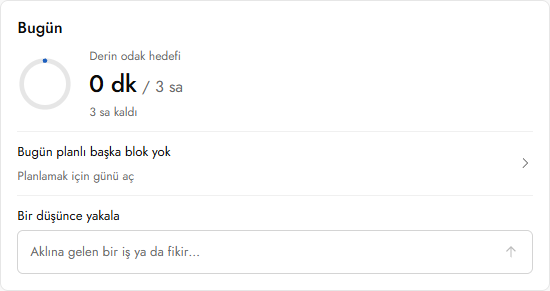 Bugün
Derin odak hedefi
0 dk / 3 sa
3 sa kaldı
Bugün planlı başka blok yok
Planlamak için günü aç
Bir düşünce yakala
Aklına gelen bir iş ya da fikir...